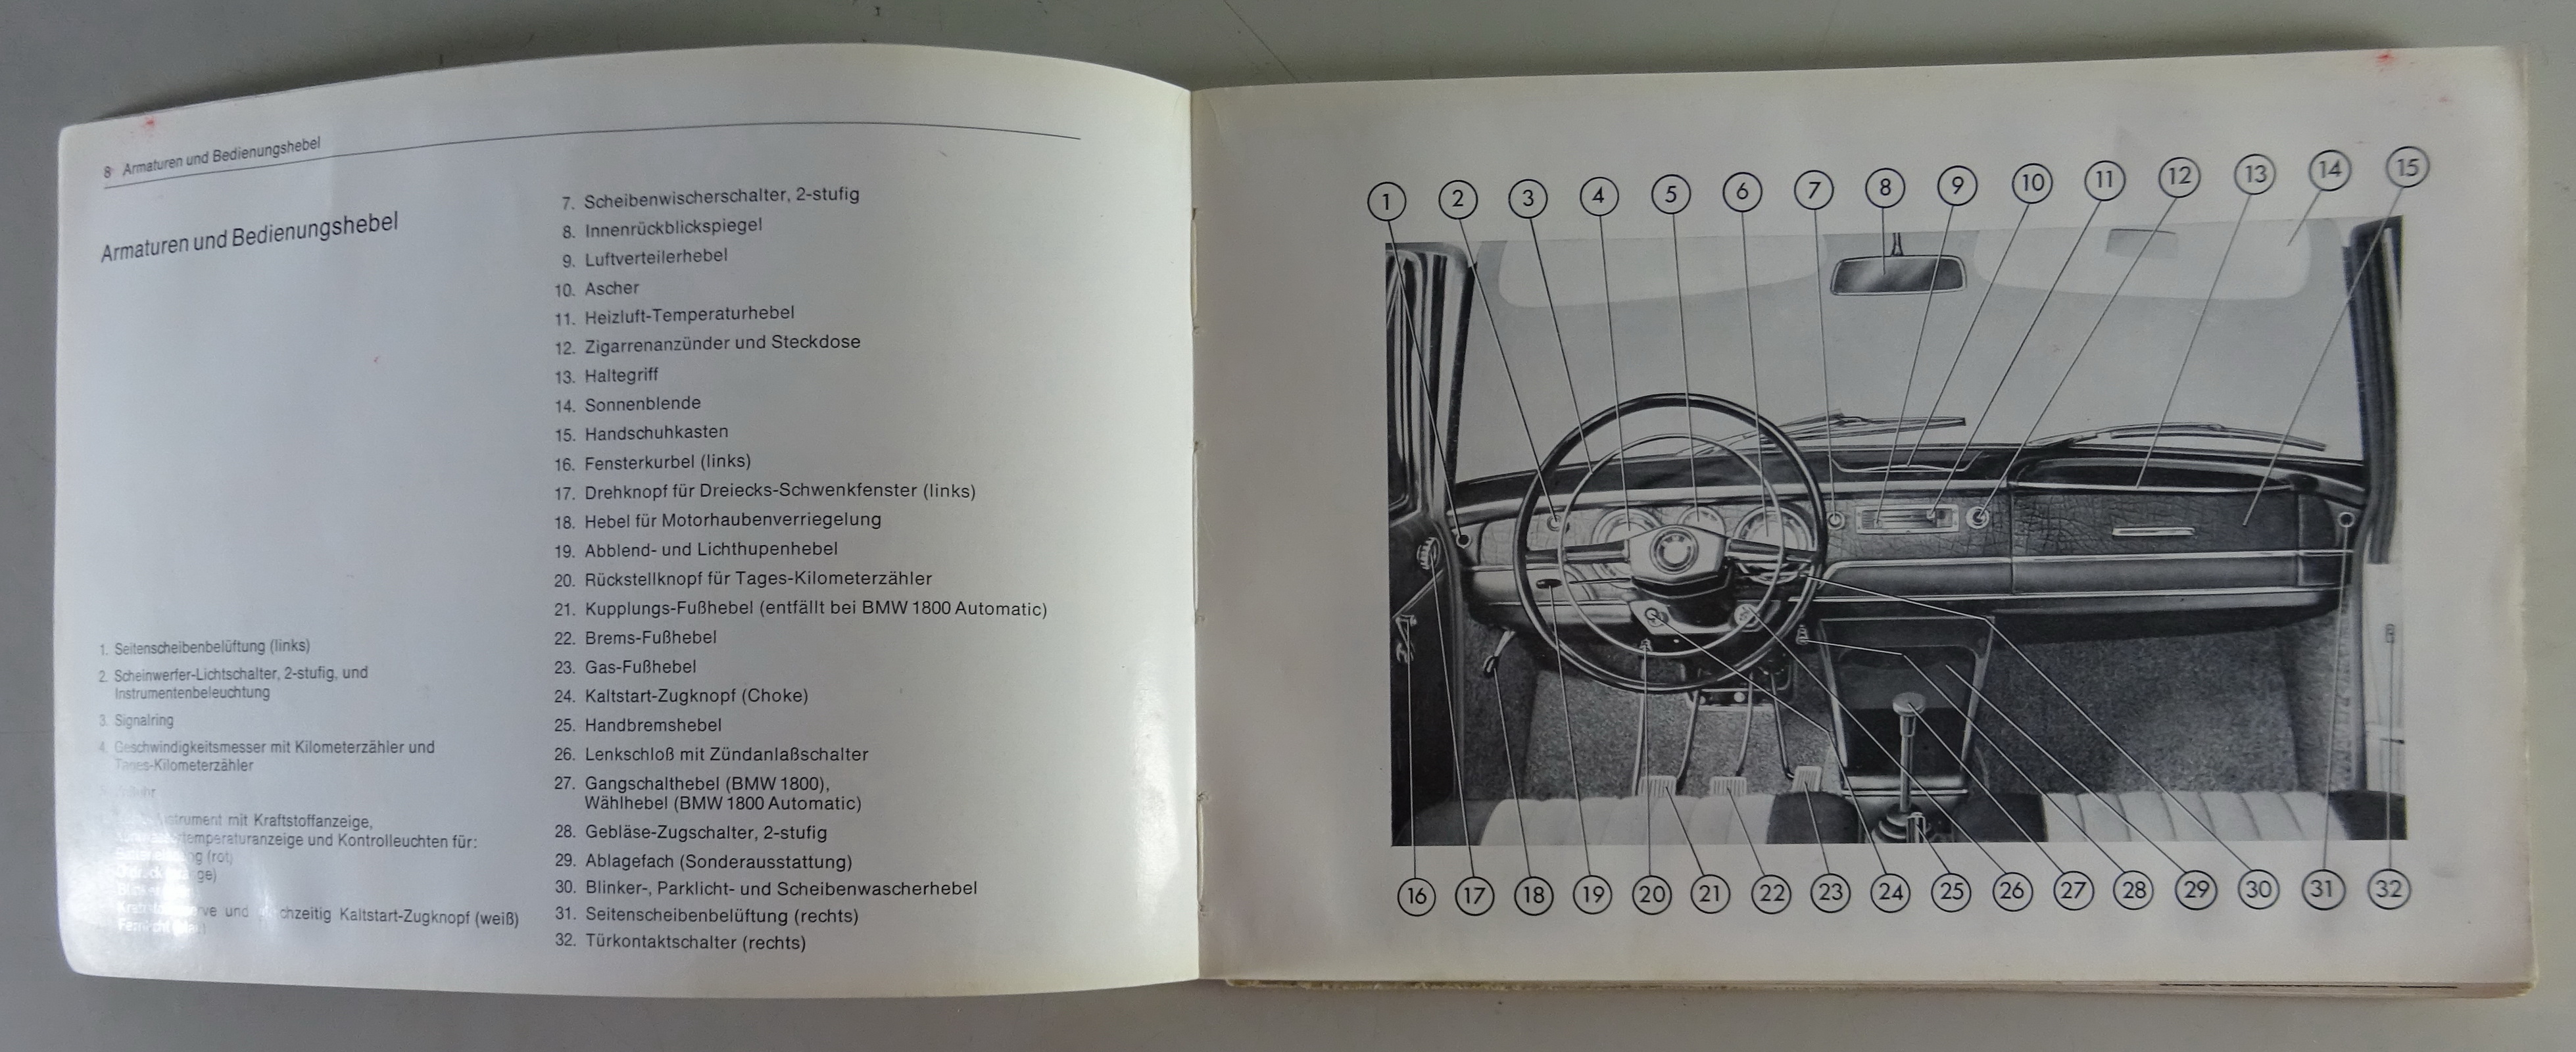 8 Armaturen und Bedienungshebel
Armaturen und Bedienungshebel
1. Seitenscheibenbelüftung (links)
2. Scheinwerfer-Lichtschalter, 2-stufig, und
Instrumentenbeleuchtung
3. Signalring
4. Geschwindigkeitsmesser mit Kilometerzähler und
Tages-Kilometerzähler
mit Kraftstoffanzeige,
und Kontrolleuchten für:
(rot)
und Kaltstart-Zugknopf (weiß)
7. Scheibenwischerschalter, 2-stufig
8. Innenrückblickspiegel
9. Luftverteilerhebel
10. Ascher
11. Heizluft-Temperaturhebel
12. Zigarrenanzünder und Steckdose
13. Haltegriff
14. Sonnenblende
15. Handschuhkasten
16. Fensterkurbel (links)
17. Drehknopf für Dreiecks-Schwenkfenster (links)
18. Hebel für Motorhaubenverriegelung
19. Abblend- und Lichthupenhebel
20. Rückstellknopf für Tages-Kilometerzähler
21. Kupplungs-Fußhebel (entfällt bei BMW 1800 Automatic)
22. Brems-Fußhebel
23. Gas-Fußhebel
24. Kaltstart-Zugknopf (Choke)
25. Handbremshebel
26. Lenkschloß mit Zündanlaßschalter
27. Gangschalthebel (BMW 1800),
Wählhebel (BMW 1800 Automatic)
28. Gebläse-Zugschalter, 2-stufig
29. Ablagefach (Sonderausstattung)
30. Blinker-, Parklicht- und Scheibenwascherhebel
31. Seitenscheibenbelüftung (rechts)
32. Türkontaktschalter (rechts)
1 2 3 4 5 6 7 8 9 10 11 12 13 14 15
16 17 18 19 20 21 22 23 24 25 26 27 28 29 30 31 32